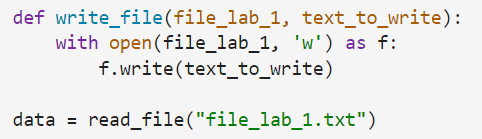 def write_file(file_lab_1, text_to_write):
    with open(file_lab_1, 'w') as f:
        f.write(text_to_write)
data = read_file("file_lab_1.txt")